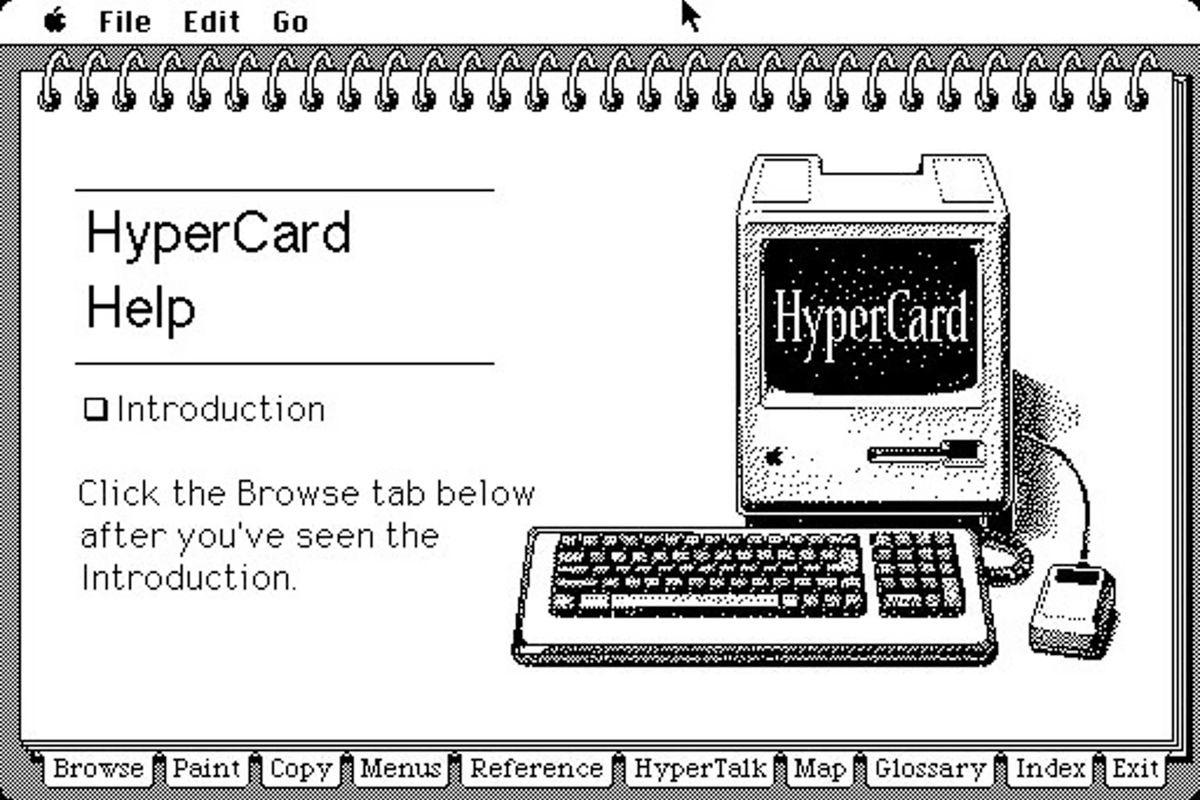 File Edit Go
HyperCard
Help
HyperCard
Introduction
Click the Browse tab below
after you've seen the
Introduction.
Browse Paint Copy Menus Reference HyperTalk Map Glossary Index Exit